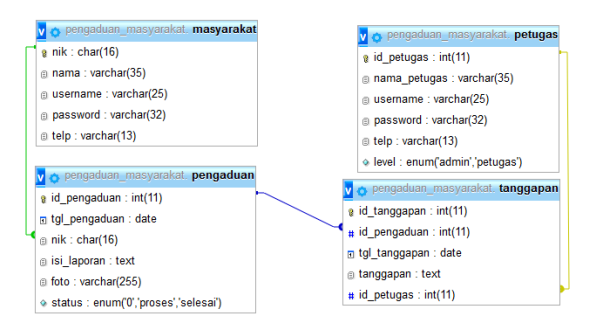 pengaduan_masyarakat masyarakat
nik : char(16)
nama : varchar(35)
username : varchar(25)
password : varchar(32)
telp : varchar(13)
pengaduan_masyarakat petugas
id_petugas : int(11)
nama_petugas : varchar(35)
username : varchar(25)
password : varchar(32)
telp : varchar(13)
level : enum('admin','petugas')
pengaduan_masyarakat pengaduan
id_pengaduan : int(11)
tgl_pengaduan : date
nik : char(16)
isi_laporan : text
foto : varchar(255)
status : enum('0','proses','selesai')
pengaduan_masyarakat tanggapan
id_tanggapan : int(11)
# id_pengaduan : int(11)
tgl_tanggapan : date
tanggapan : text
# id_petugas : int(11)